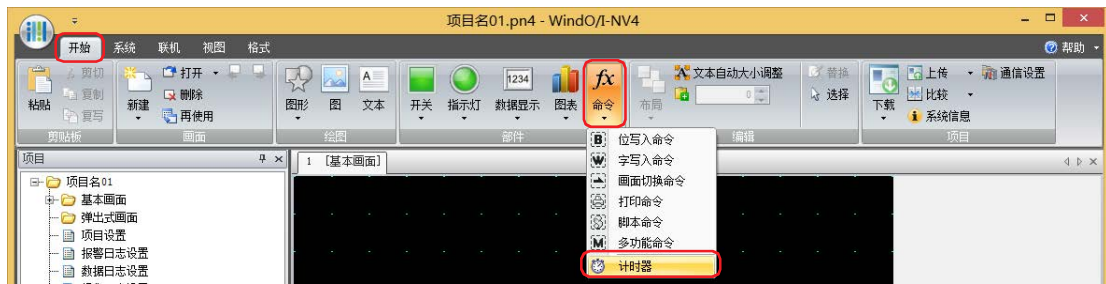 项目名01.pn4 - WindO/I-NV4
开始 系统 联机 视图 格式 帮助
剪切 打开 文本自动大小调整 替换 上传 通信设置
粘贴 复制 新建 删除 图形 图 文本 开关 指示灯 1234 数据显示 图表 fx 命令 布局 0 选择 下载 比较
复写 再使用 系统信息
剪贴板 画面 绘图 部件 编辑 项目
项目 1 [基本画面]
B 位写入命令
W 字写入命令
画面切换命令
打印命令
脚本命令
M 多功能命令
计时器
项目名01
基本画面
弹出式画面
项目设置
报警日志设置
数据日志设置